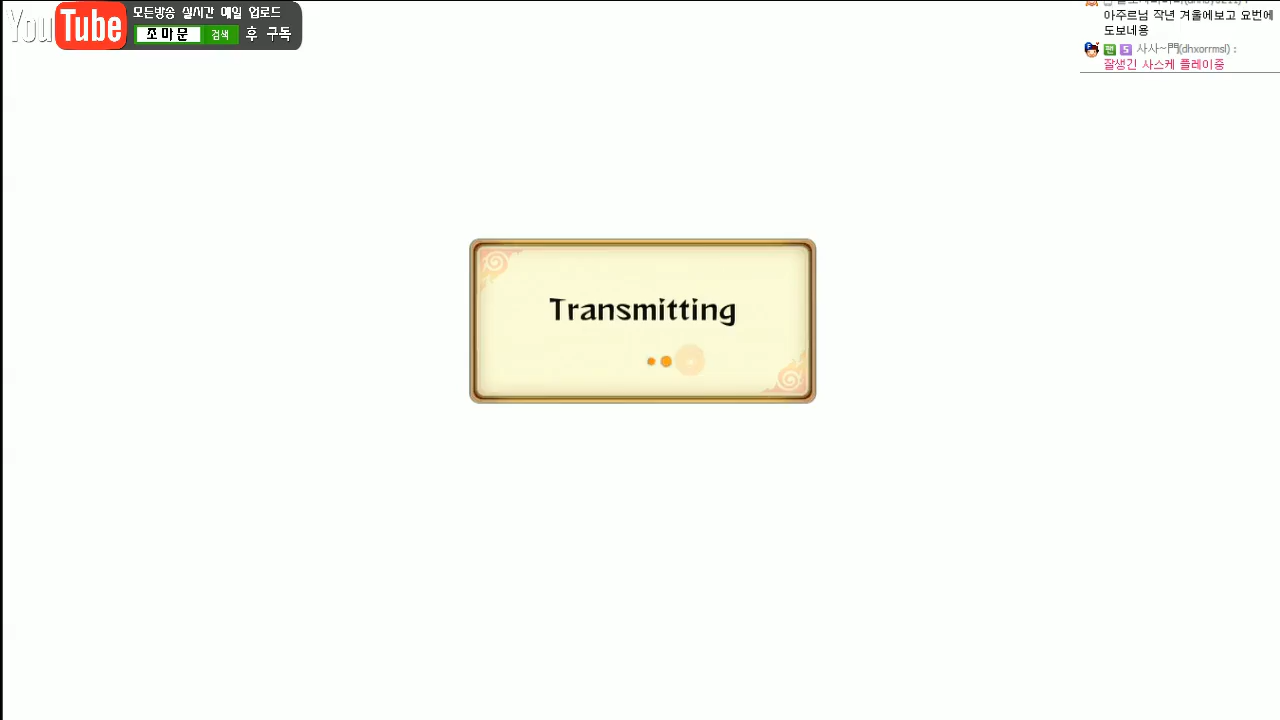 YouTube
모든방송 실시간 매일 업로드
조마문 검색 후 구독
아주르님 작년 겨울에보고 요번에
도보네용
팬 S 사사~門(dhxorrmsl) :
잘생긴 사스케 플레이중
Transmitting